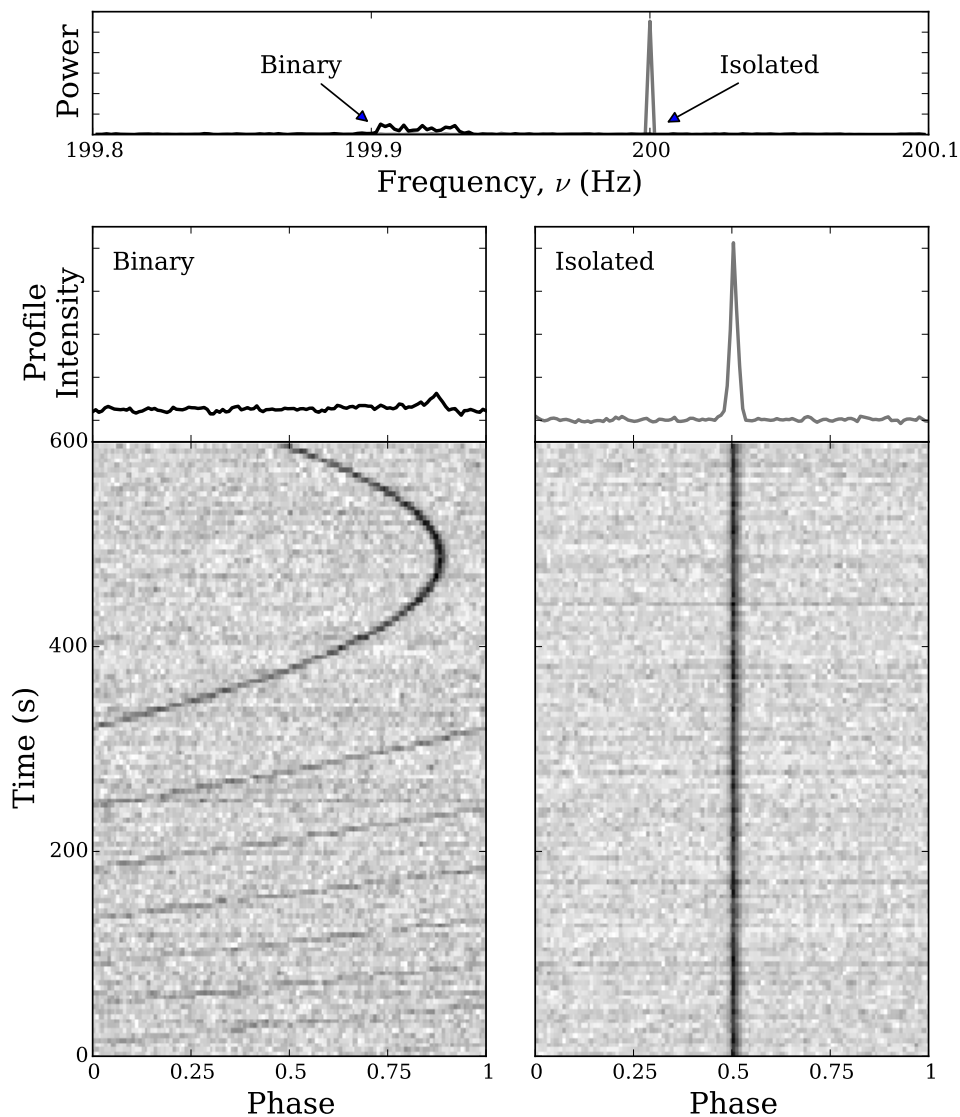 Power
Binary
Isolated
199.8 199.9 200 200.1
Frequency, ν (Hz)
Profile
Intensity
Binary
Isolated
600
400
200
0
Time (s)
0 0.25 0.5 0.75 1
Phase
0 0.25 0.5 0.75 1
Phase